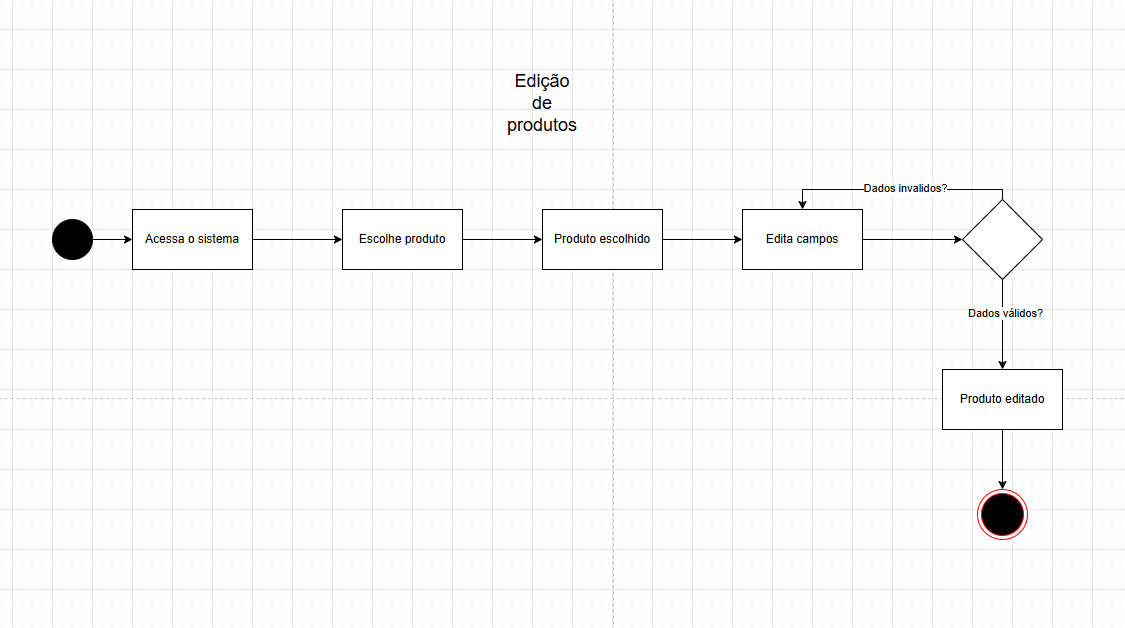 Edição
de
produtos
Dados invalidos?
Acessa o sistema
Escolhe produto
Produto escolhido
Edita campos
Dados válidos?
Produto editado